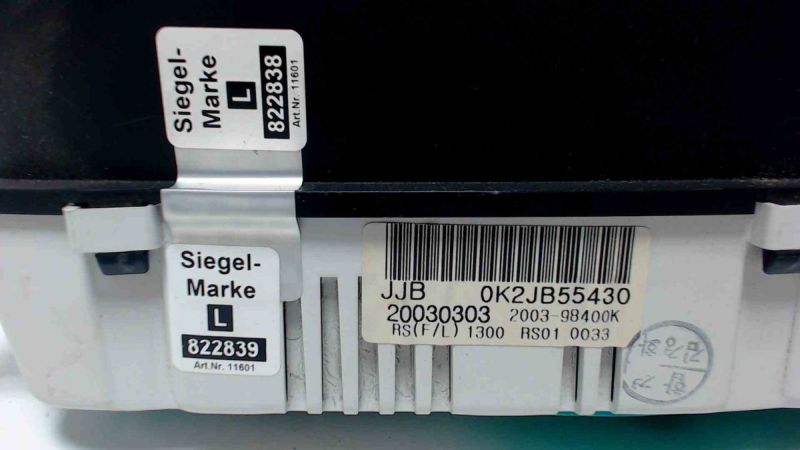 Siegel-
Marke
L
822838
Art.Nr. 11601
Siegel-
Marke
L
822839
Art.Nr. 11601
JJB 0K2JB55430
20030303 2003-98400K
RS(F/L) 1300 RS01 0033